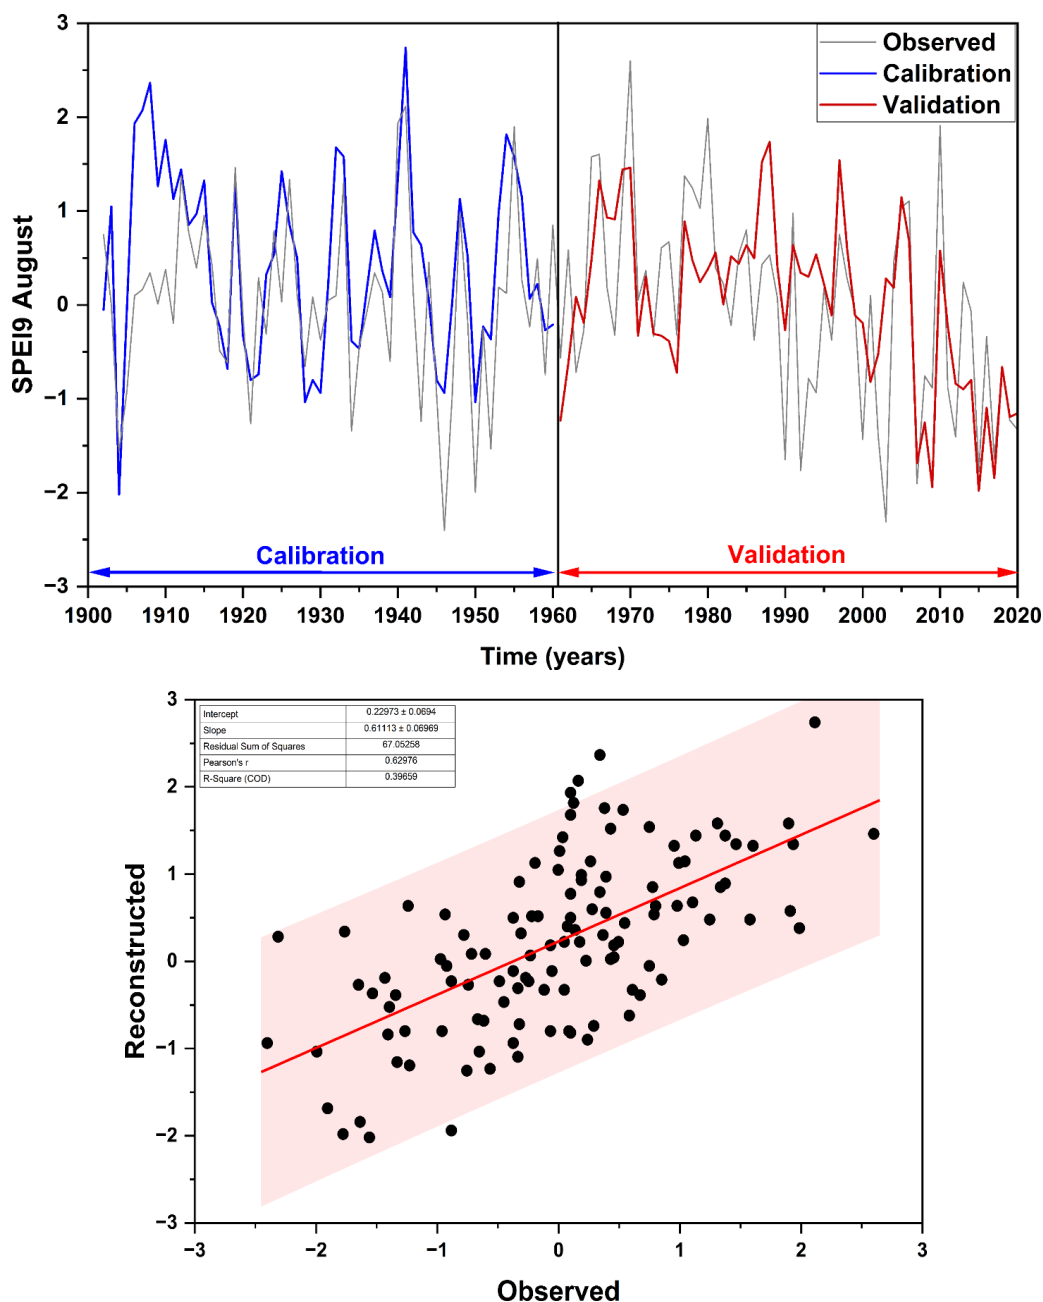 3
2
1
0
−1
−2
−3
SPEI9 August
Observed
Calibration
Validation
Calibration
Validation
1900 1910 1920 1930 1940 1950 1960 1970 1980 1990 2000 2010 2020
Time (years)
3
2
1
0
−1
−2
−3
Reconstructed
Intercept 0.22973 ± 0.0694
Slope 0.61113 ± 0.06969
Residual Sum of Squares 67.05258
Pearson's r 0.62976
R-Square (COD) 0.39659
−3 −2 −1 0 1 2 3
Observed